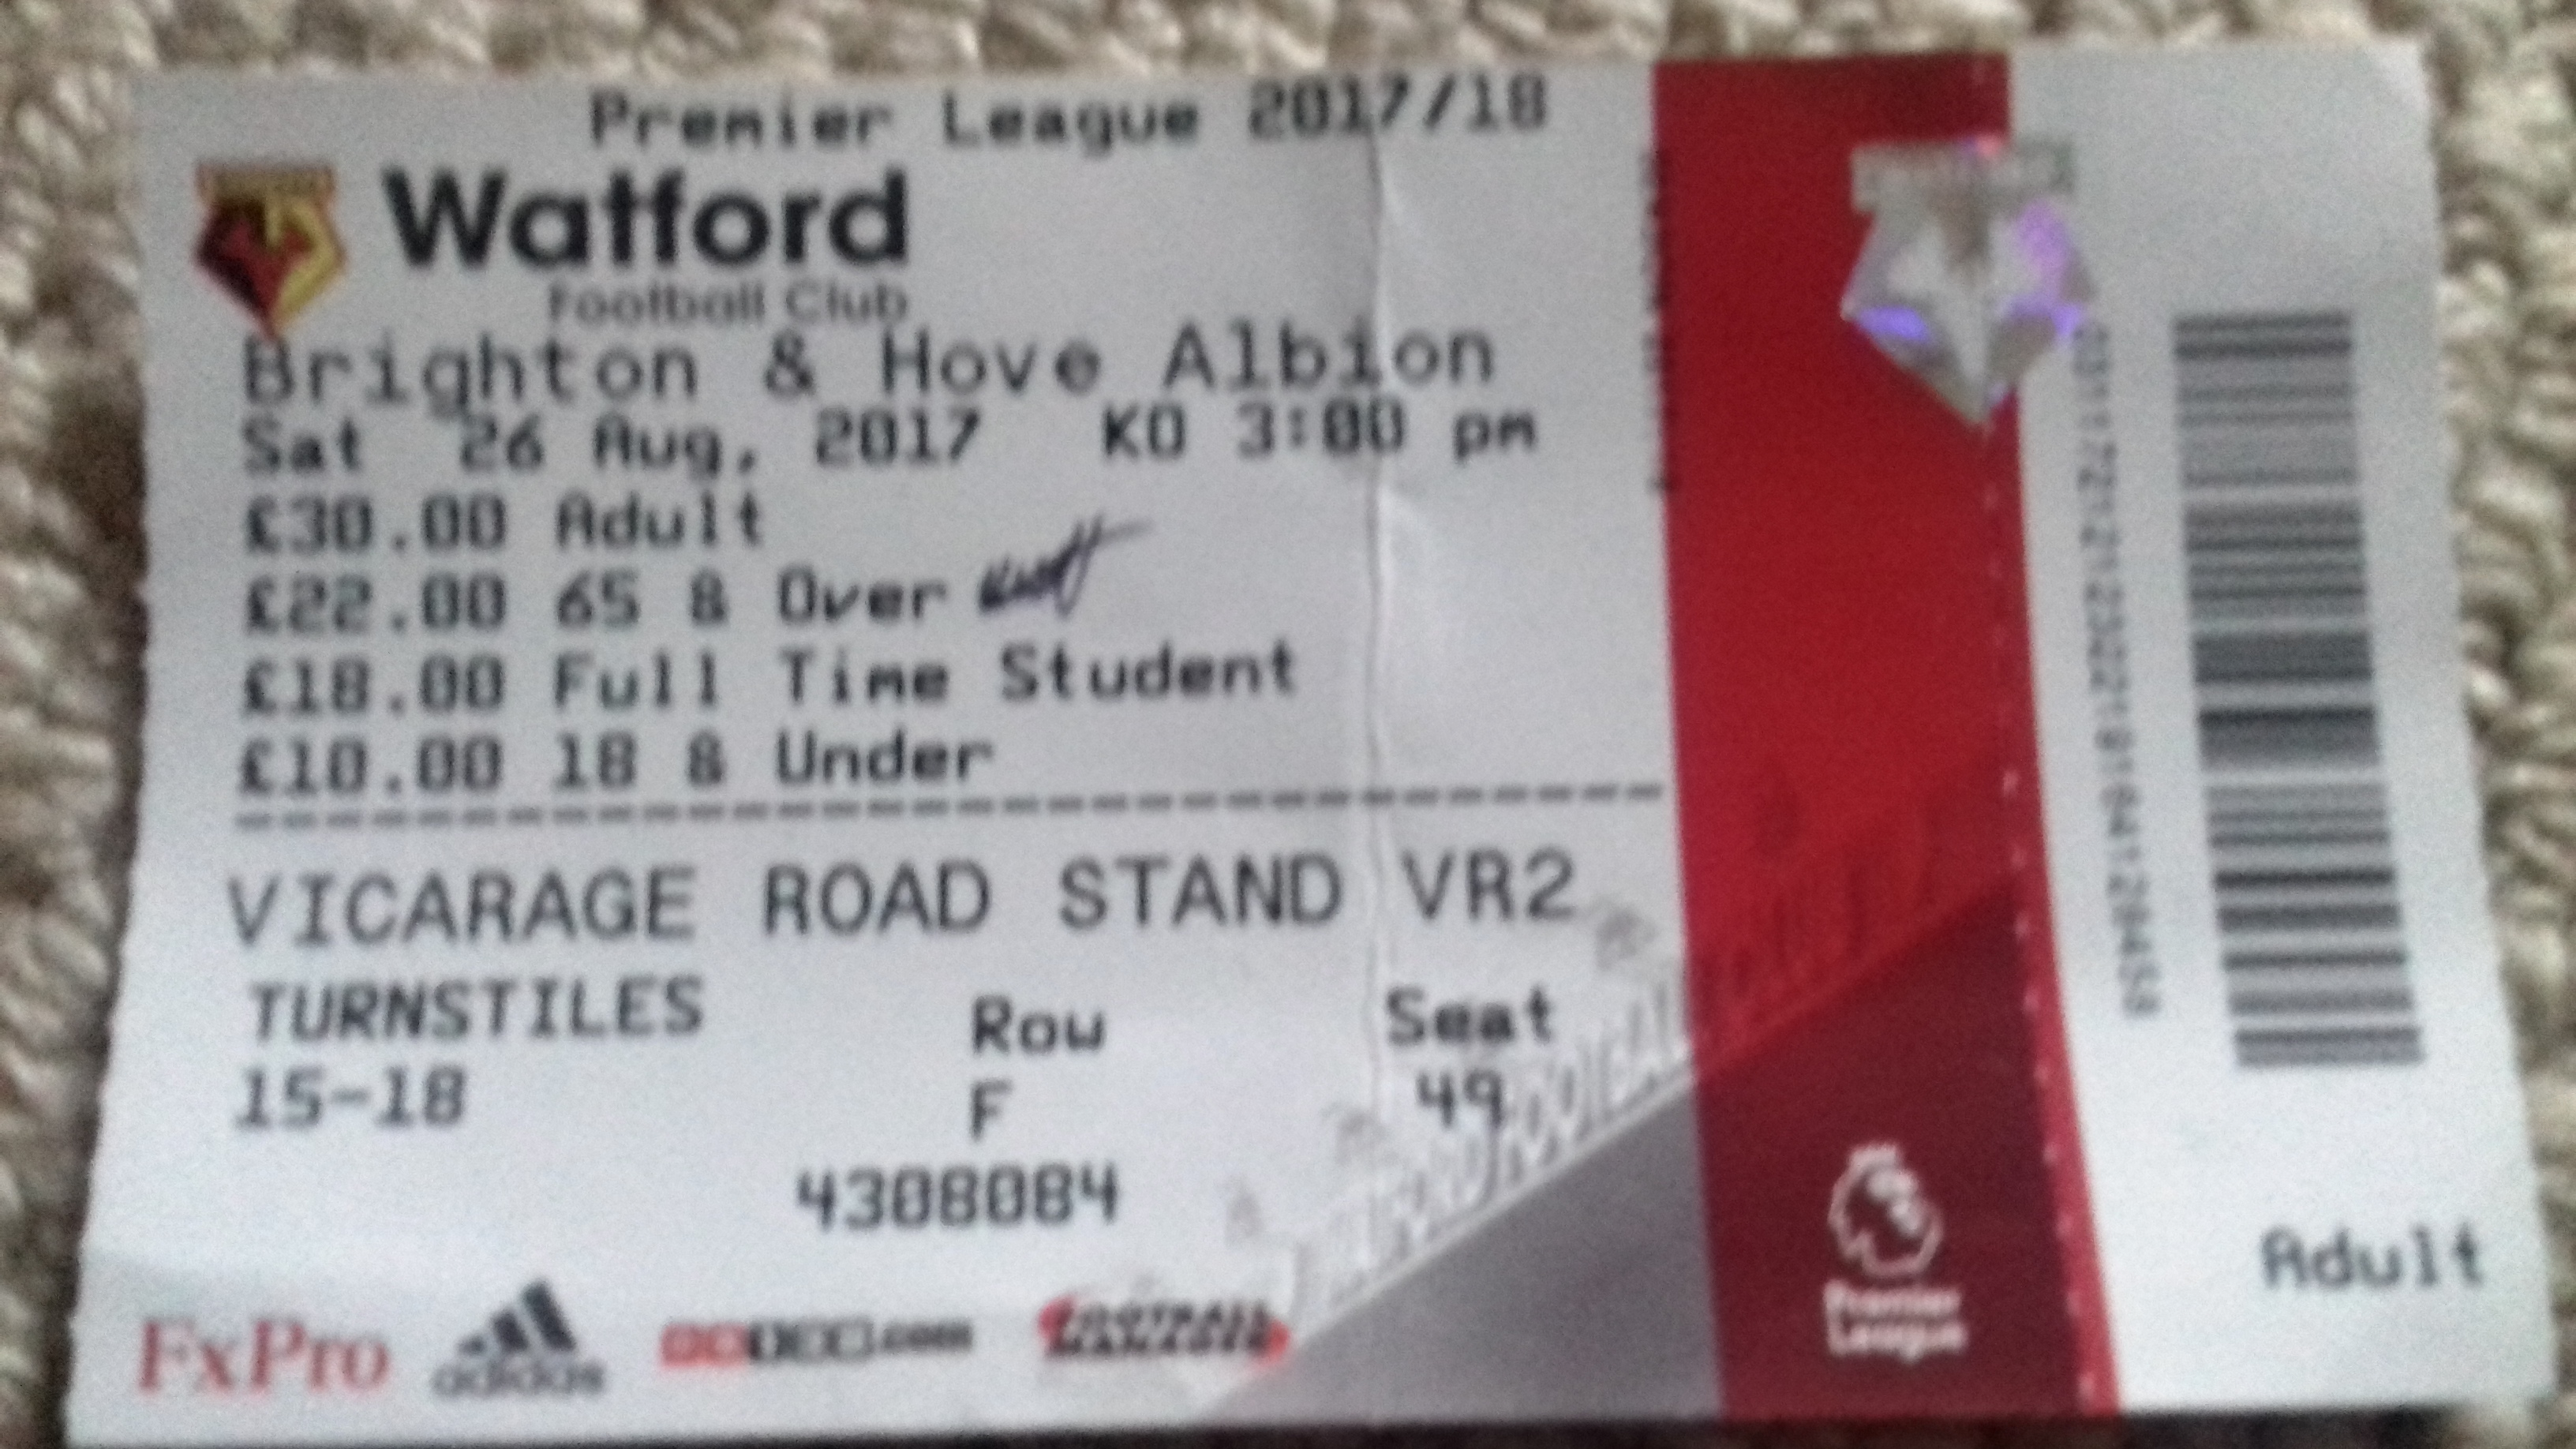 Premier League 2017/18
Watford
Football Club
Brighton & Hove Albion
Sat 26 Aug, 2017 KO 3:00 pm
£30.00 Adult
£22.00 65 & Over
£18.00 Full Time Student
£10.00 18 & Under
VICARAGE ROAD STAND VR2
TURNSTILES Row Seat
15-18 F 49
4308084
FxPro adidas FOOTBALL MANAGER
Premier
League
Adult